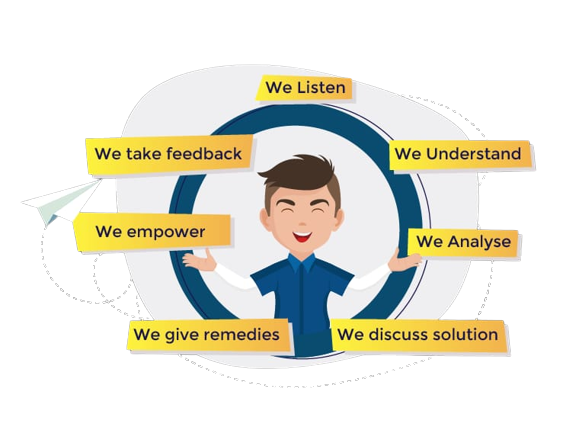 We Listen
We take feedback
We Understand
We empower
We Analyse
We give remedies
We discuss solution